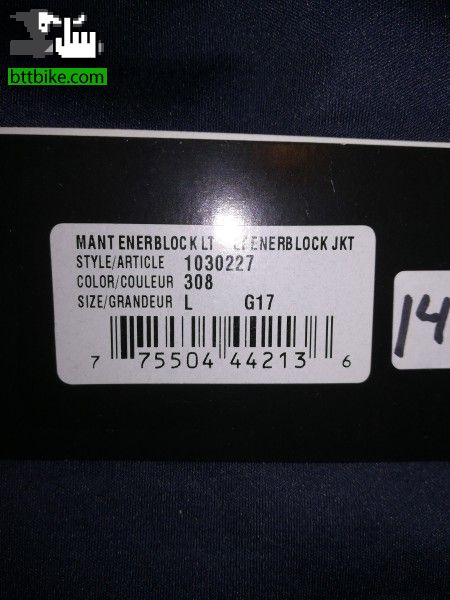 bttbike.com
MANT ENERBLOCK LT ENERBLOCK JKT
STYLE/ARTICLE 1030227
COLOR/COULEUR 308
SIZE/GRANDEUR L G17
7 75504 44213 6
14